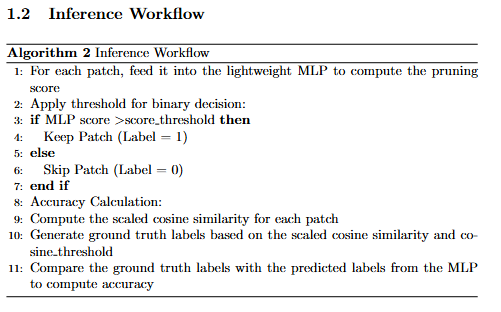 1.2 Inference Workflow
Algorithm 2 Inference Workflow
1: For each patch, feed it into the lightweight MLP to compute the pruning
score
2: Apply threshold for binary decision:
3: if MLP score >score_threshold then
4: Keep Patch (Label = 1)
5: else
6: Skip Patch (Label = 0)
7: end if
8: Accuracy Calculation:
9: Compute the scaled cosine similarity for each patch
10: Generate ground truth labels based on the scaled cosine similarity and co-
sine_threshold
11: Compare the ground truth labels with the predicted labels from the MLP
to compute accuracy